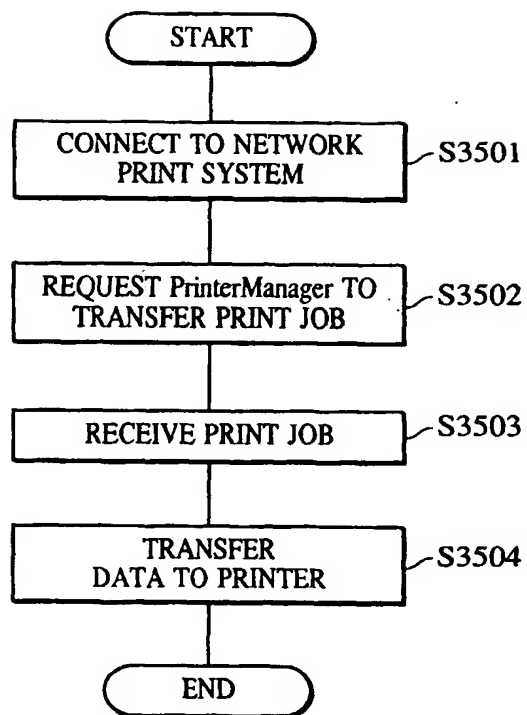 START
CONNECT TO NETWORK
PRINT SYSTEM
S3501
REQUEST PrinterManager TO
TRANSFER PRINT JOB
S3502
RECEIVE PRINT JOB
S3503
TRANSFER
DATA TO PRINTER
S3504
END